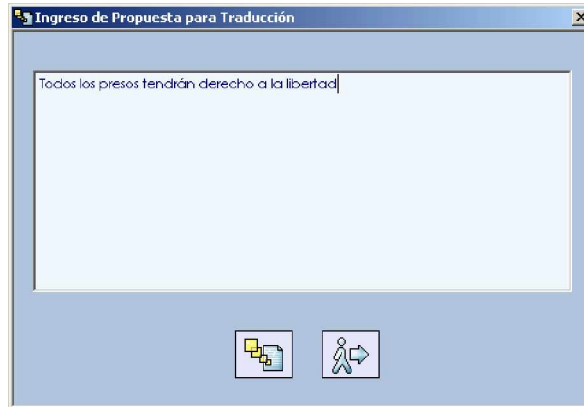 Ingreso de Propuesta para Traducción
Todos los presos tendrán derecho a la libertad